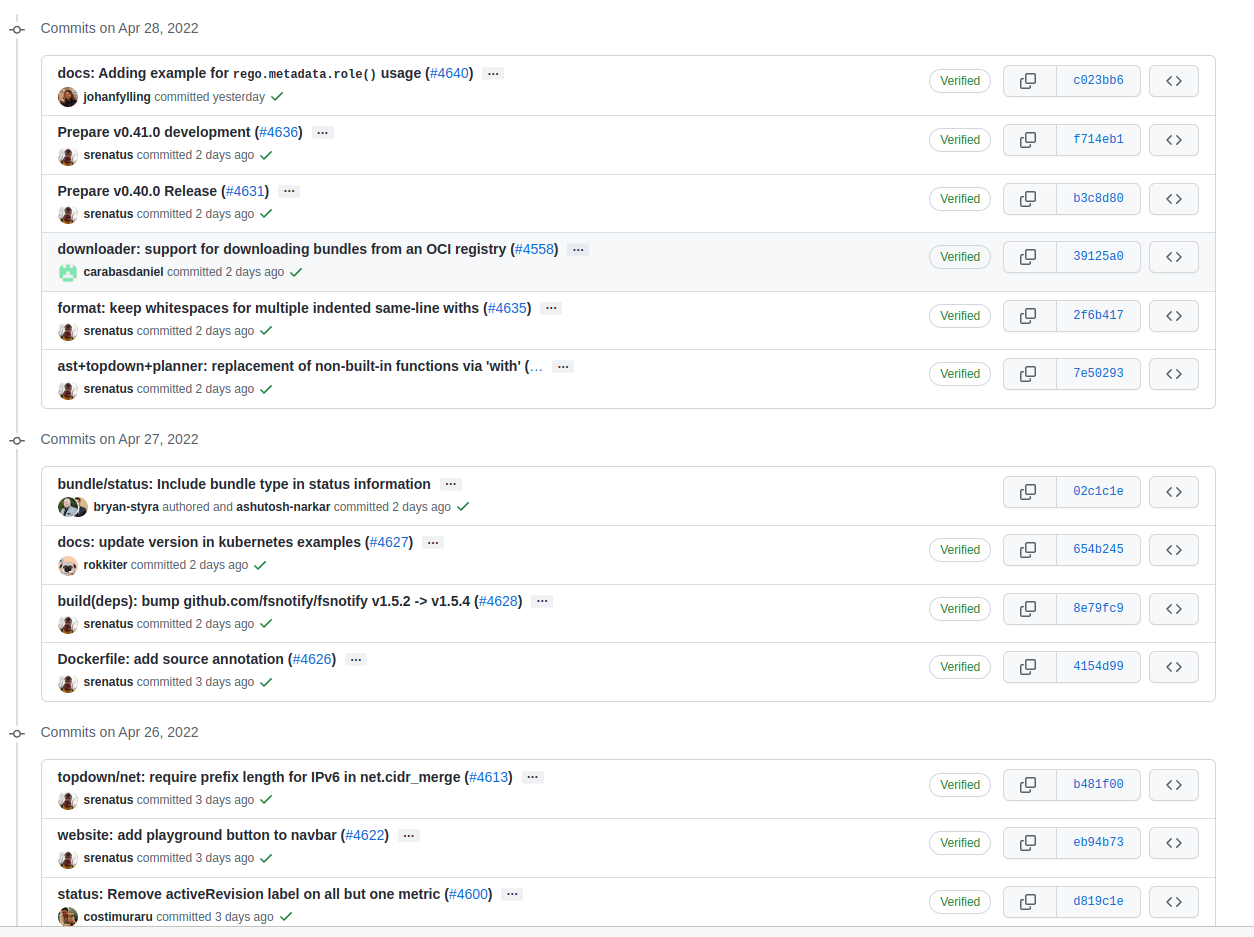 Commits on Apr 28, 2022
docs: Adding example for rego.metadata.role() usage (#4640) ...
Verified
c023bb6
johanfylling committed yesterday
Prepare v0.41.0 development (#4636) ...
Verified
f714eb1
srenatus committed 2 days ago
Prepare v0.40.0 Release (#4631) ...
Verified
b3c8d80
srenatus committed 2 days ago
downloader: support for downloading bundles from an OCI registry (#4558) ...
Verified
39125a0
carabasdaniel committed 2 days ago
format: keep whitespaces for multiple indented same-line withs (#4635) ...
Verified
2f6b417
srenatus committed 2 days ago
ast+topdown+planner: replacement of non-built-in functions via 'with' (… ...
Verified
7e50293
srenatus committed 2 days ago
Commits on Apr 27, 2022
bundle/status: Include bundle type in status information ...
02c1c1e
bryan-styra authored and ashutosh-narkar committed 2 days ago
docs: update version in kubernetes examples (#4627) ...
Verified
654b245
rokkiter committed 2 days ago
build(deps): bump github.com/fsnotify/fsnotify v1.5.2 -> v1.5.4 (#4628) ...
Verified
8e79fc9
srenatus committed 2 days ago
Dockerfile: add source annotation (#4626) ...
Verified
4154d99
srenatus committed 3 days ago
Commits on Apr 26, 2022
topdown/net: require prefix length for IPv6 in net.cidr_merge (#4613) ...
Verified
b481f00
srenatus committed 3 days ago
website: add playground button to navbar (#4622) ...
Verified
eb94b73
srenatus committed 3 days ago
status: Remove activeRevision label on all but one metric (#4600) ...
Verified
d819c1e
costimuraru committed 3 days ago